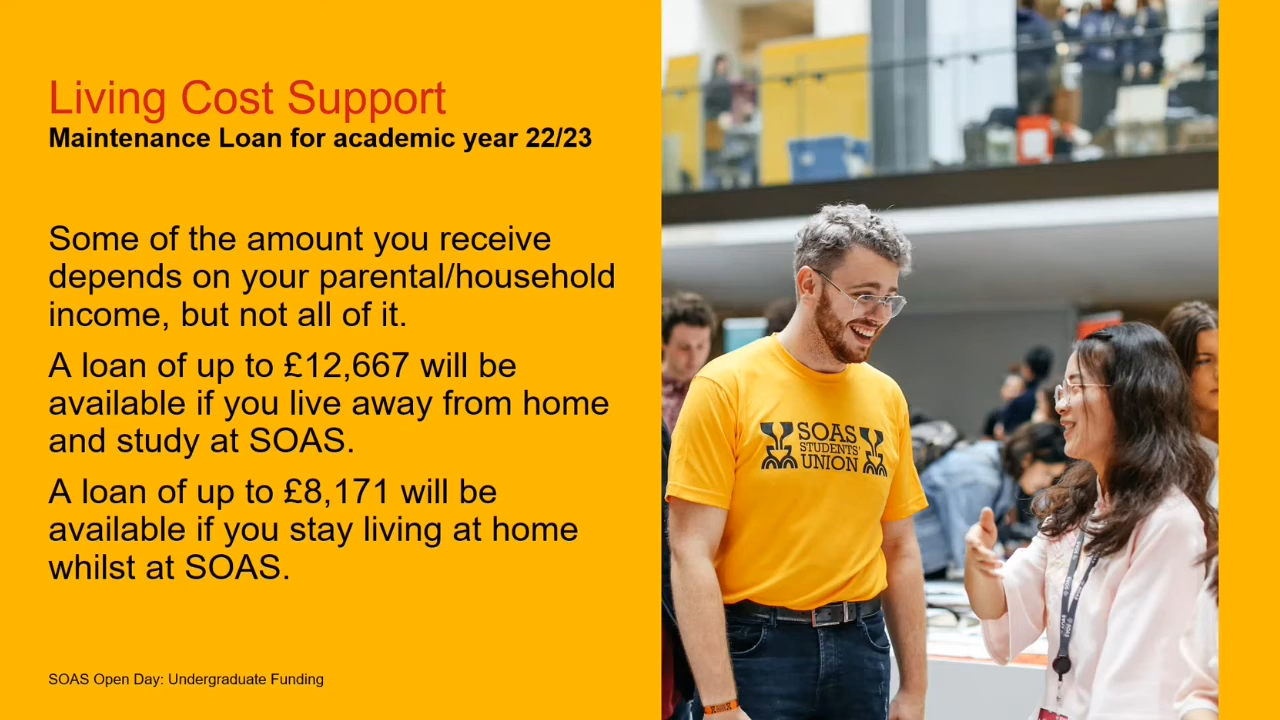 Living Cost Support
Maintenance Loan for academic year 22/23
Some of the amount you receive
depends on your parental/household
income, but not all of it.
A loan of up to £12,667 will be
available if you live away from home
and study at SOAS.
A loan of up to £8,171 will be
available if you stay living at home
whilst at SOAS.
SOAS Open Day: Undergraduate Funding
SOAS
STUDENTS'
UNION